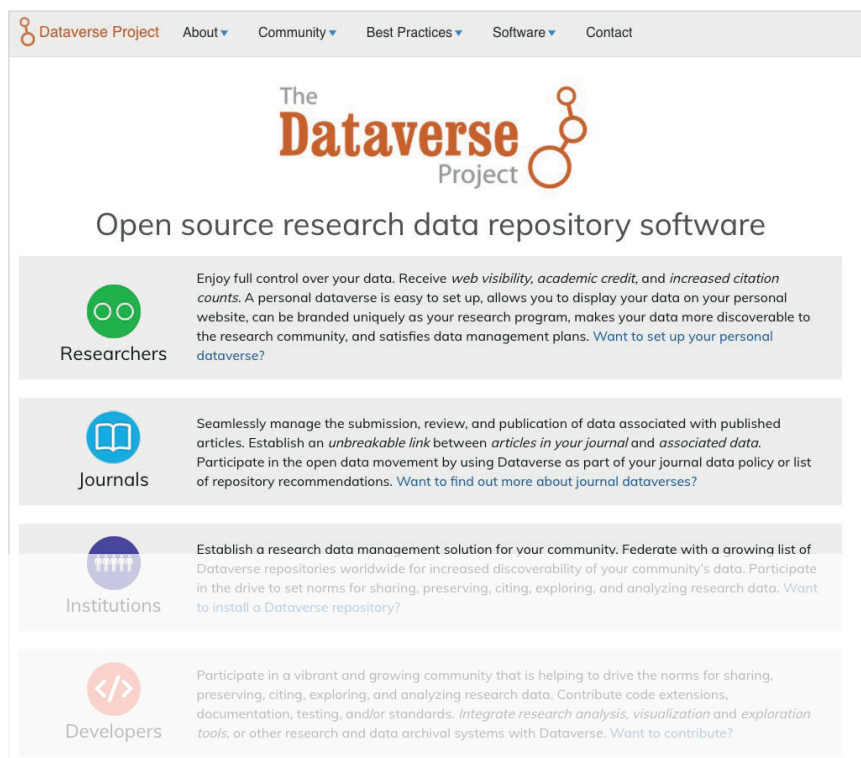 Dataverse Project About Community Best Practices Software Contact
The
Dataverse
Project
Open source research data repository software
Enjoy full control over your data. Receive web visibility, academic credit, and increased citation
counts. A personal dataverse is easy to set up, allows you to display your data on your personal
website, can be branded uniquely as your research program, makes your data more discoverable to
the research community, and satisfies data management plans. Want to set up your personal
dataverse?
Researchers
Seamlessly manage the submission, review, and publication of data associated with published
articles. Establish an unbreakable link between articles in your journal and associated data.
Participate in the open data movement by using Dataverse as part of your journal data policy or list
of repository recommendations. Want to find out more about journal dataverses?
Journals
Establish a research data management solution for your community. Federate with a growing list of
Dataverse repositories worldwide for increased discoverability of your community's data. Participate
in the drive to set norms for sharing, preserving, citing, exploring, and analyzing research data. Want
to install a Dataverse repository?
Institutions
Participate in a vibrant and growing community that is helping to drive the norms for sharing,
preserving, citing, exploring, and analyzing research data. Contribute code extensions,
documentation, testing, and/or standards. Integrate research analysis, visualization and exploration
tools, or other research and data archival systems with Dataverse. Want to contribute?
Developers